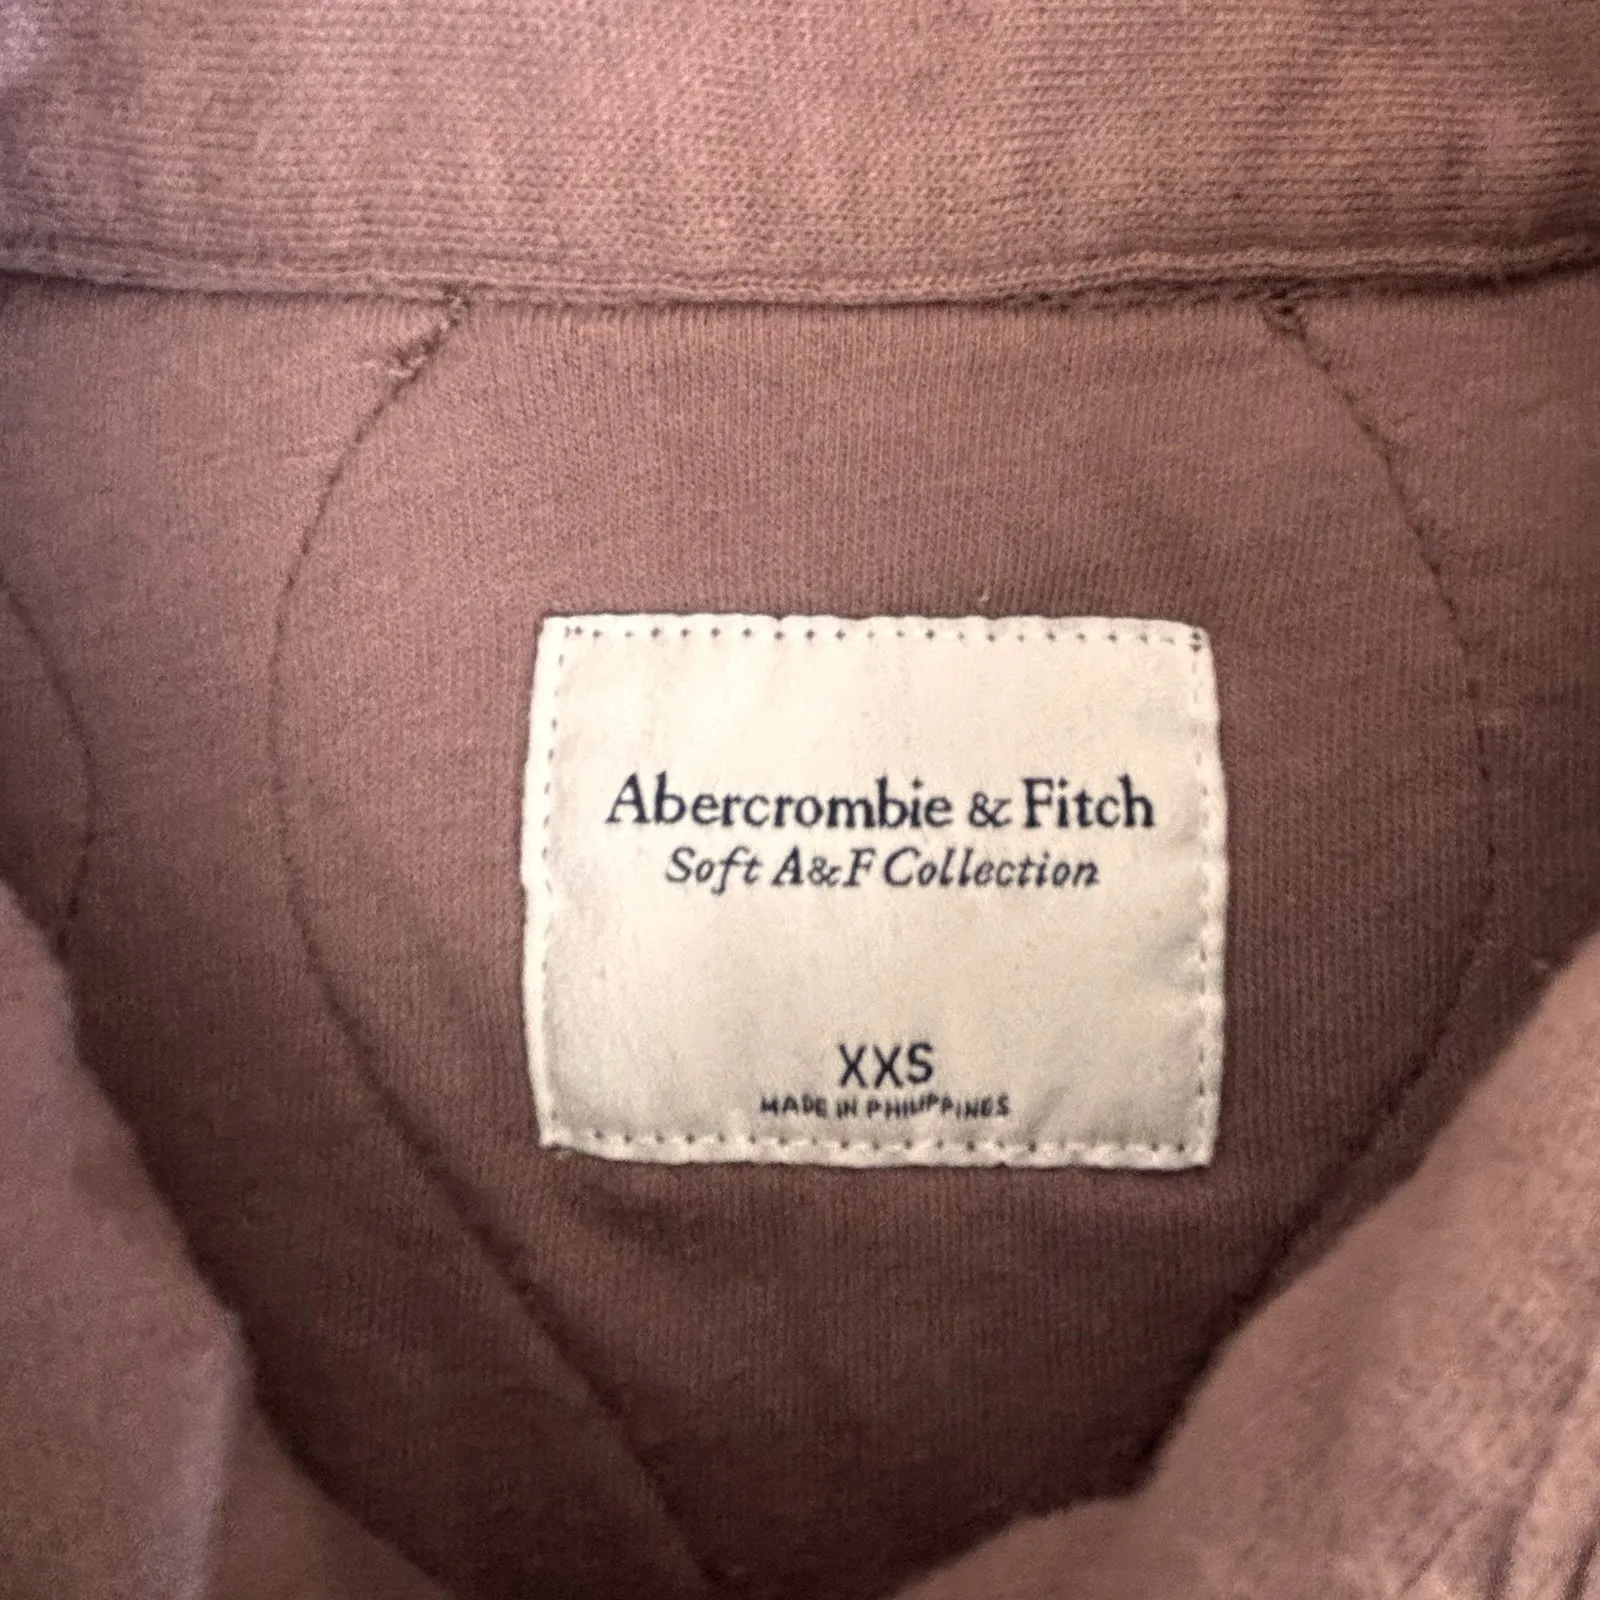 Abercrombie & Fitch
Soft A&F Collection
XXS
MADE IN PHILIPPINES